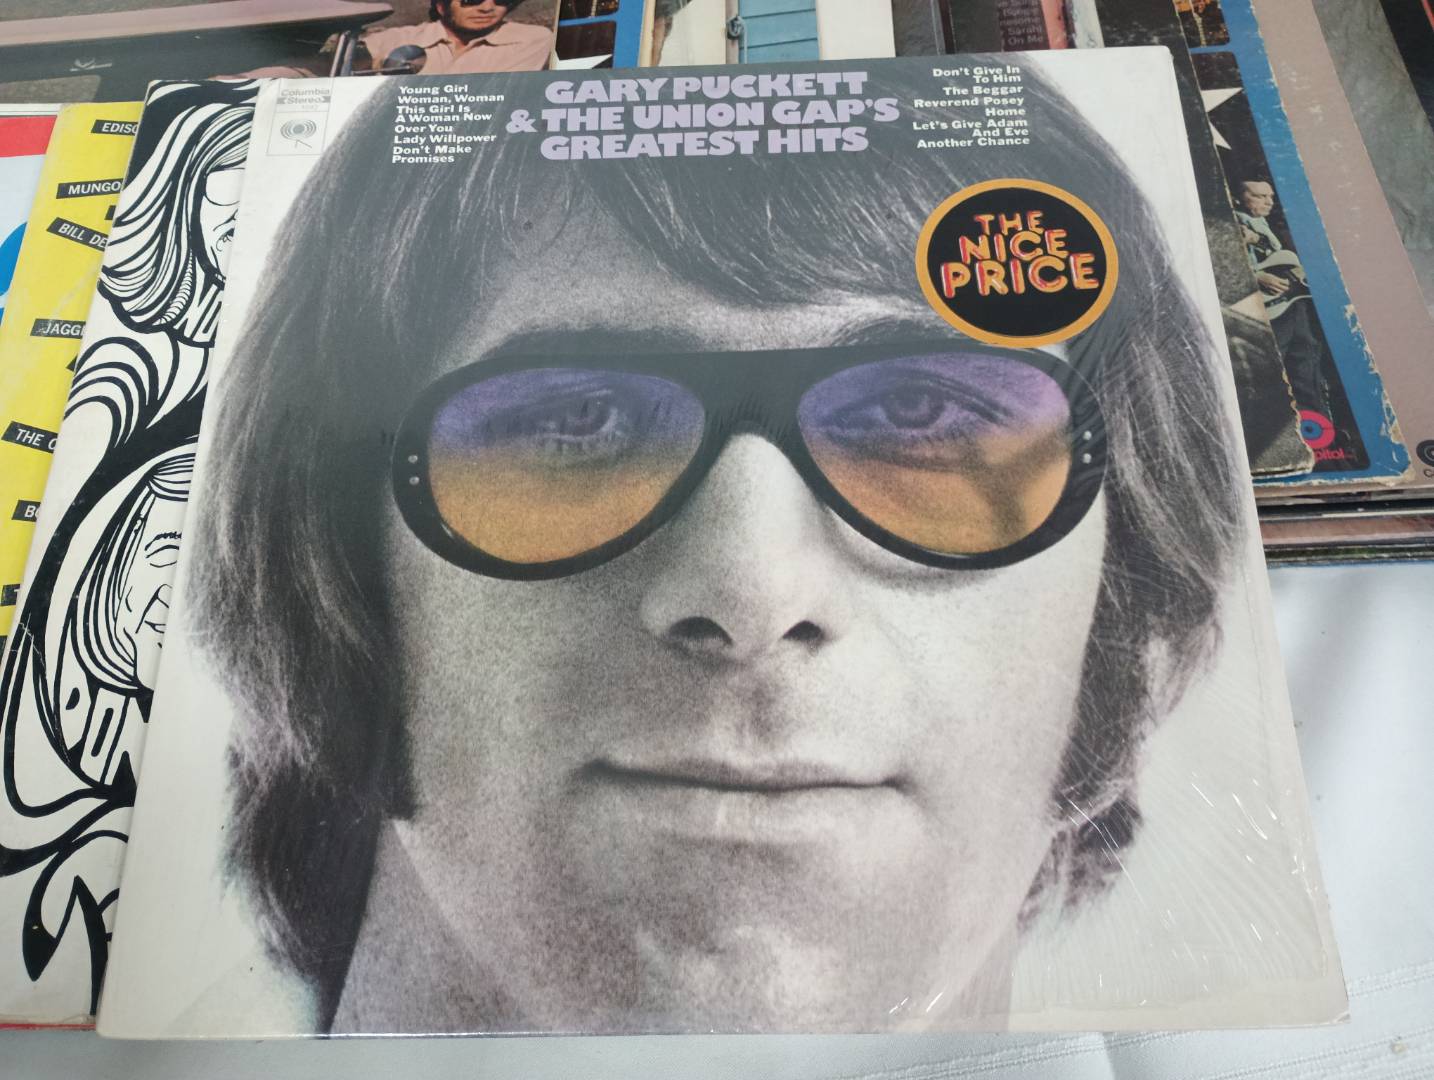 GARY PUCKETT
& THE UNION GAP'S
GREATEST HITS
Columbia
Stereo
Young Girl
Woman, Woman
This Girl Is
A Woman Now
Over You
Lady Willpower
Don't Make
Promises
Don't Give In
To Him
The Beggar
Reverend Posey
Home
Let's Give Adam
And Eve
Another Chance
THE
NICE
PRICE
EDISO
MUNGO
BILL DE
JAGG
THE
On Me